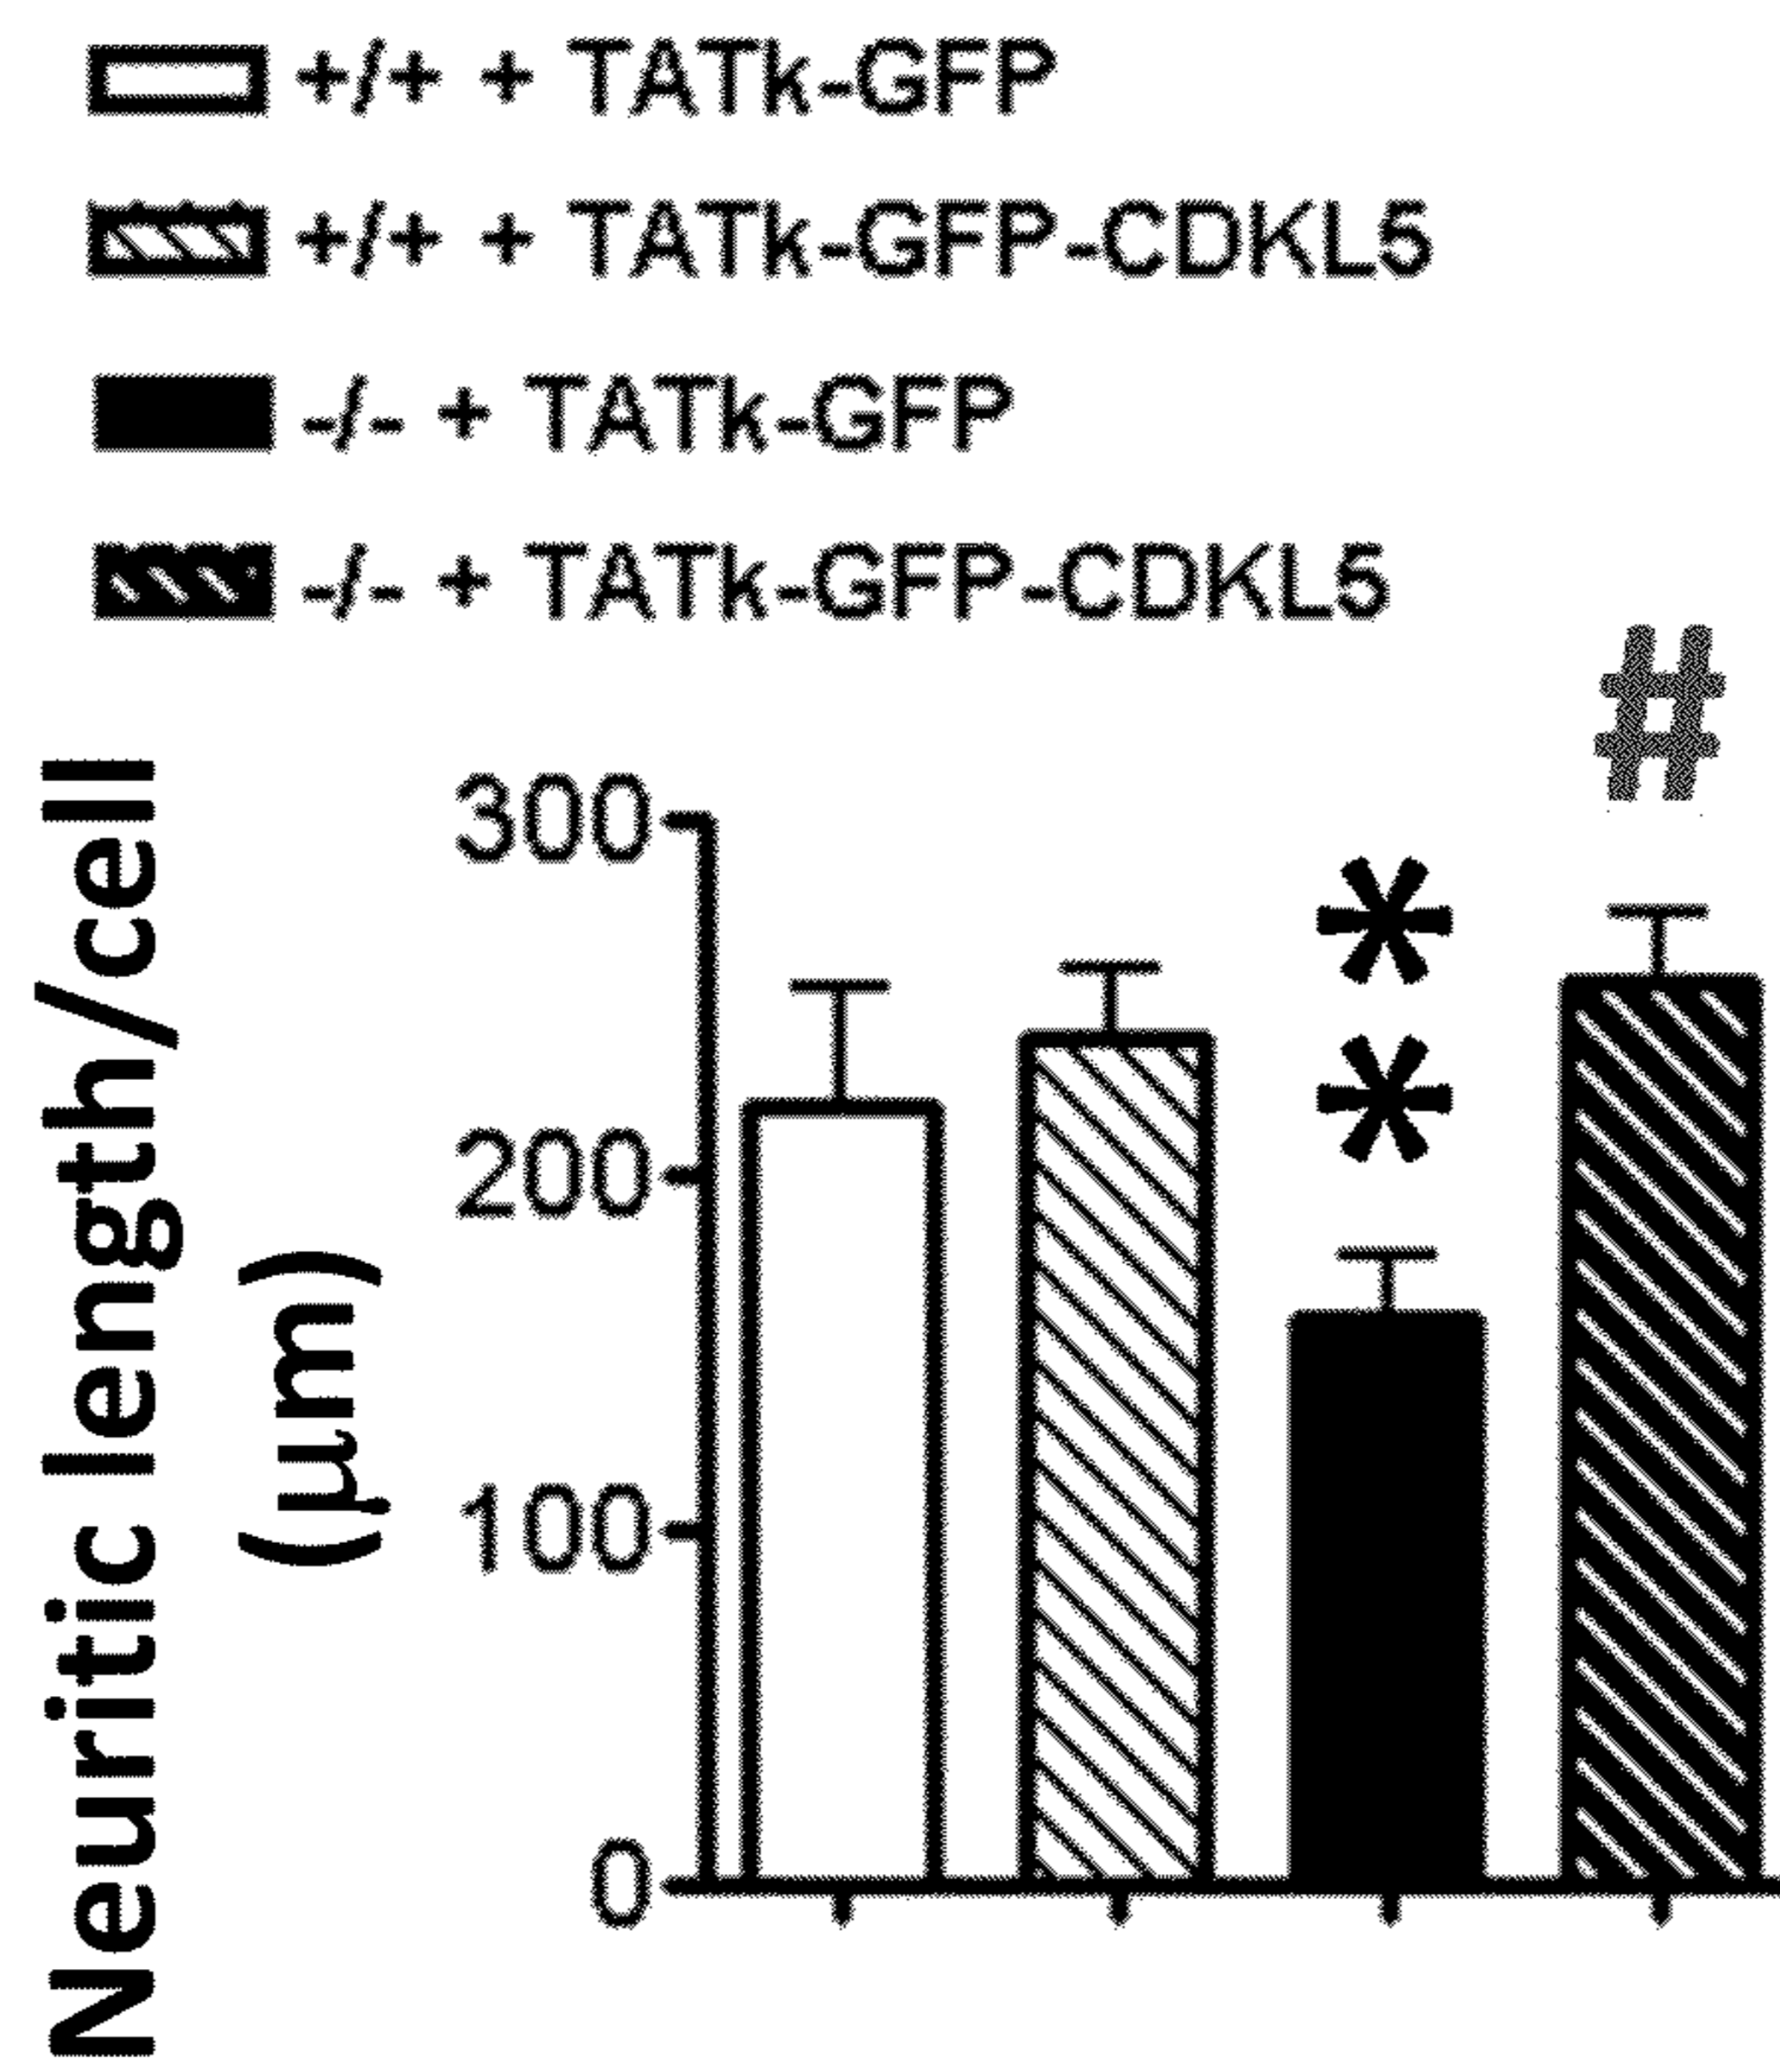 +/+ + TATk-GFP
+/+ + TATk-GFP-CDKL5
-/- + TATk-GFP
-/- + TATk-GFP-CDKL5
#
*
*
Neuritic length/cell
(μm)
300
200
100
0